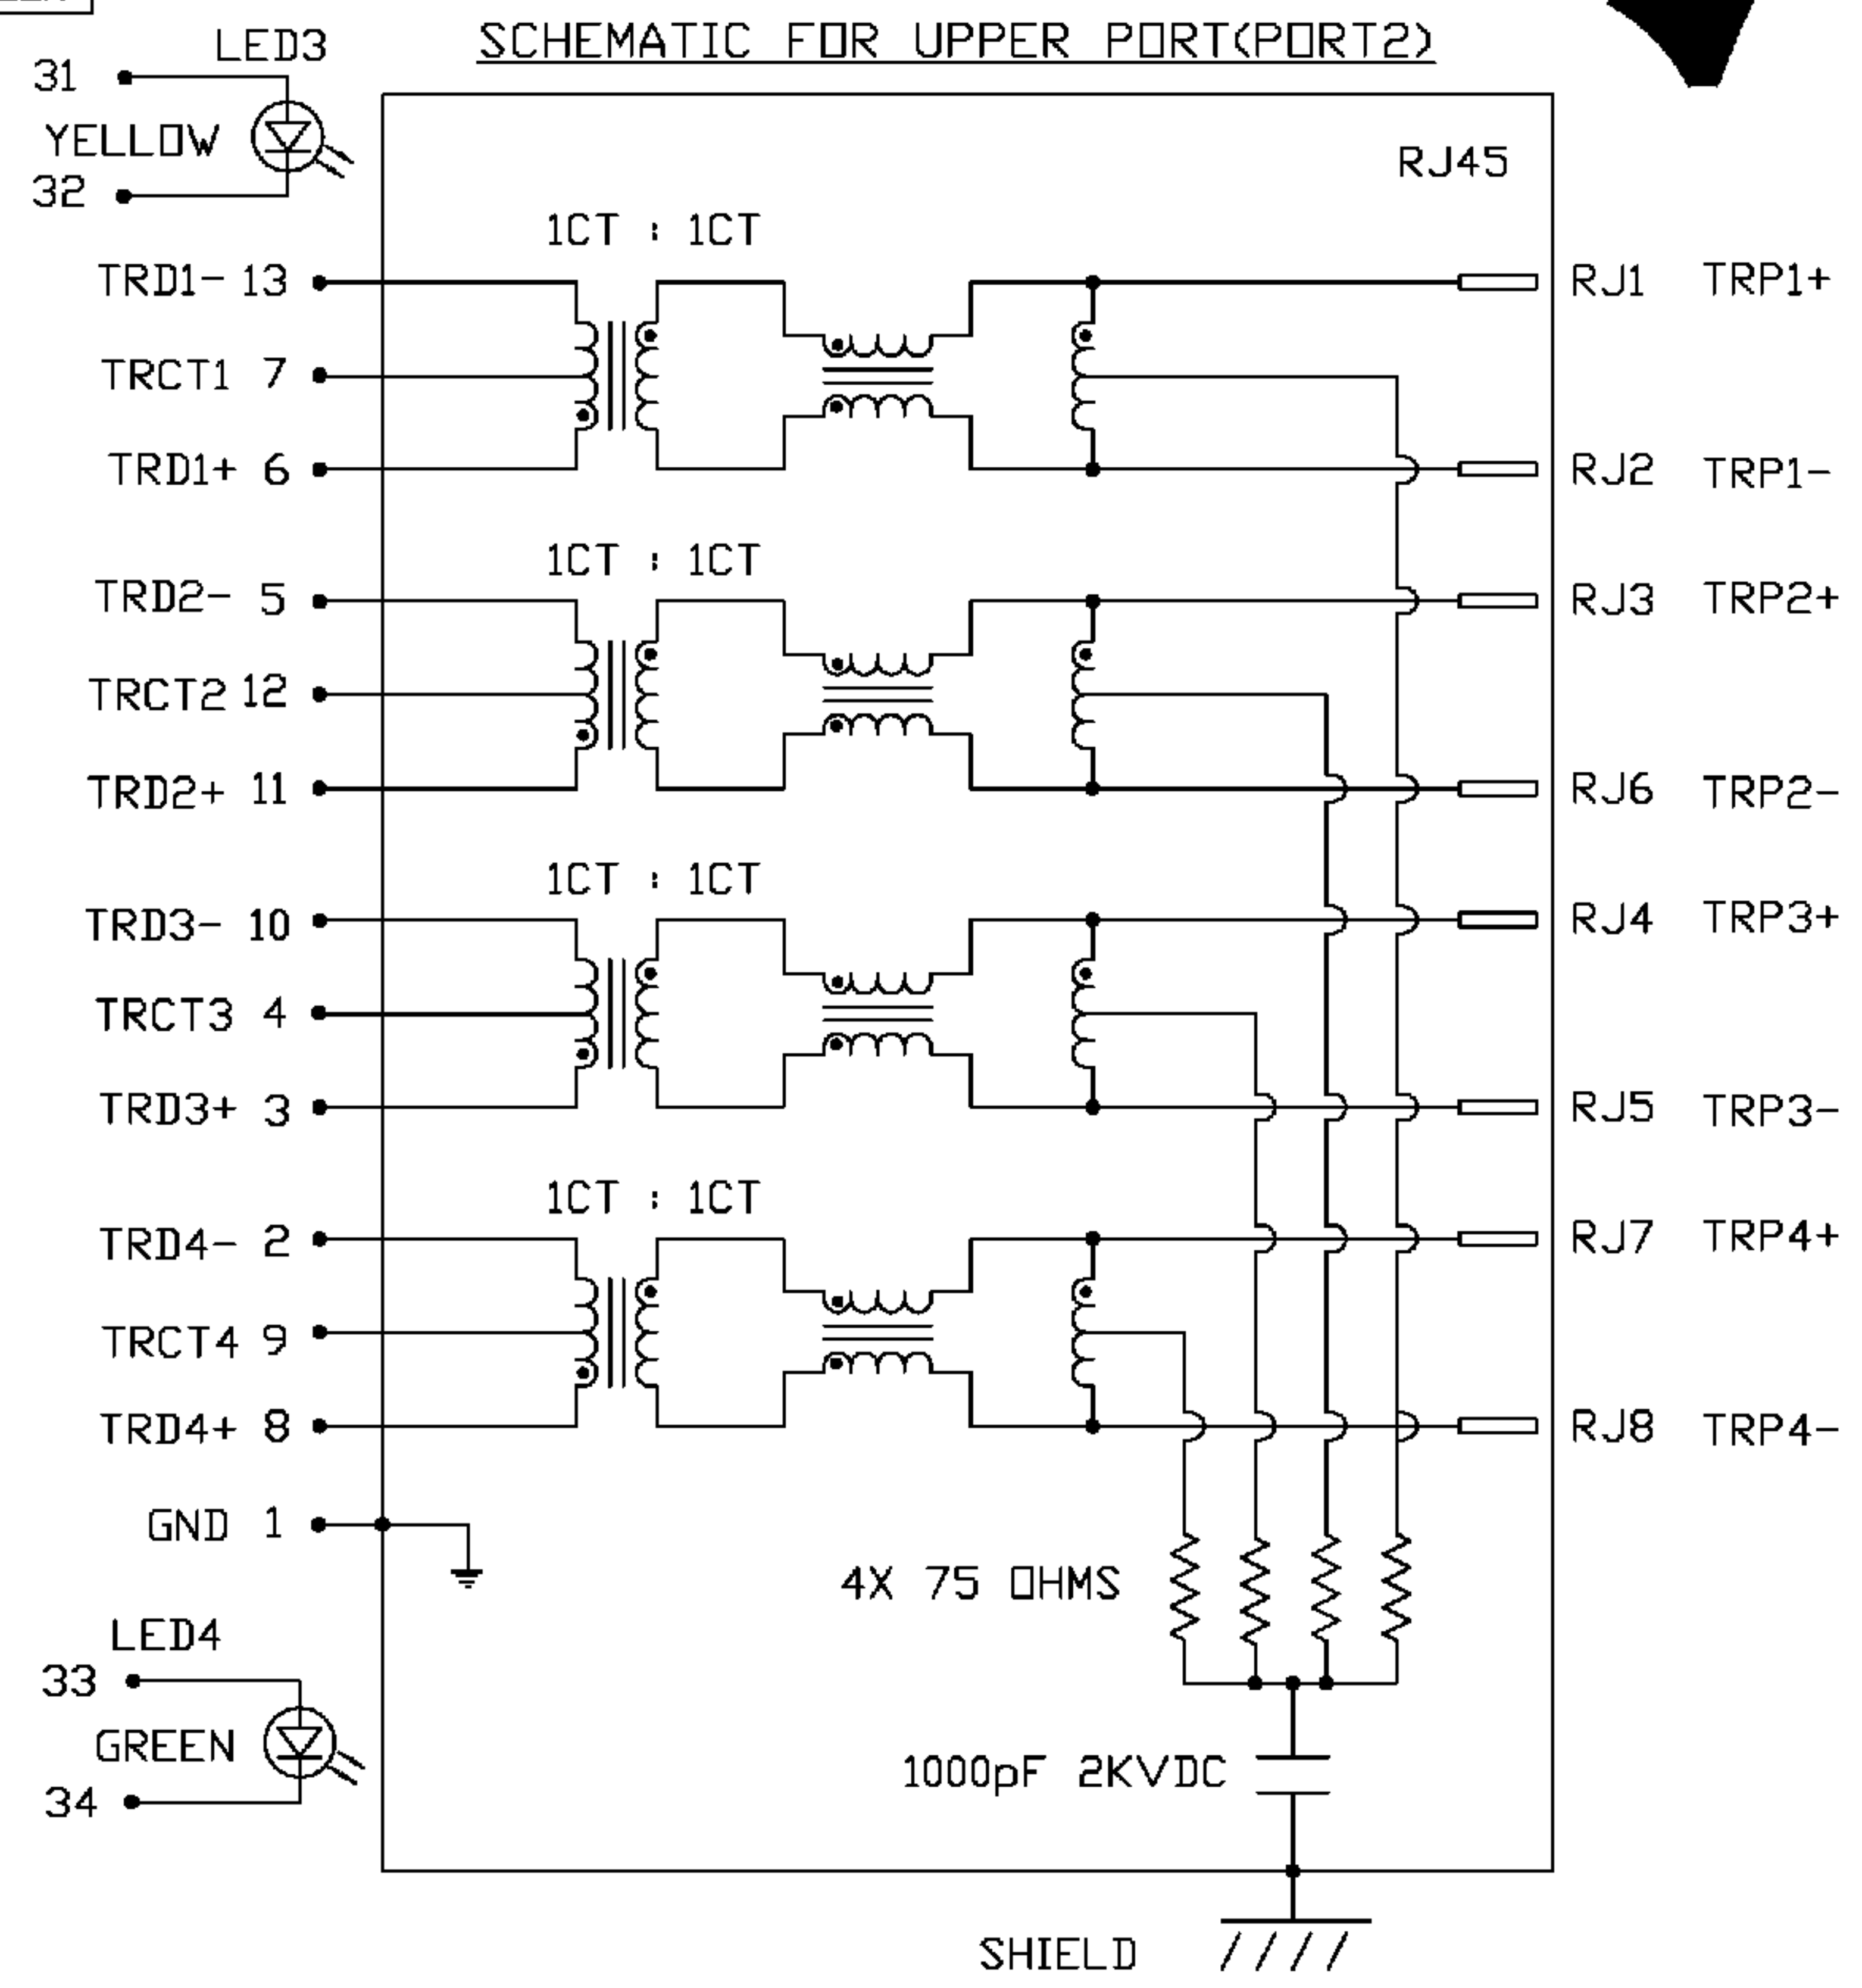 SCHEMATIC FOR UPPER PORT(PORT2)
LED3
31
YELLOW
32
RJ45
1CT : 1CT
TRD1- 13
RJ1 TRP1+
TRCT1 7
TRD1+ 6
RJ2 TRP1-
1CT : 1CT
TRD2- 5
RJ3 TRP2+
TRCT2 12
TRD2+ 11
RJ6 TRP2-
1CT : 1CT
TRD3- 10
RJ4 TRP3+
TRCT3 4
TRD3+ 3
RJ5 TRP3-
1CT : 1CT
TRD4- 2
RJ7 TRP4+
TRCT4 9
TRD4+ 8
RJ8 TRP4-
GND 1
4X 75 OHMS
LED4
33
GREEN
34
1000pF 2KVDC
SHIELD